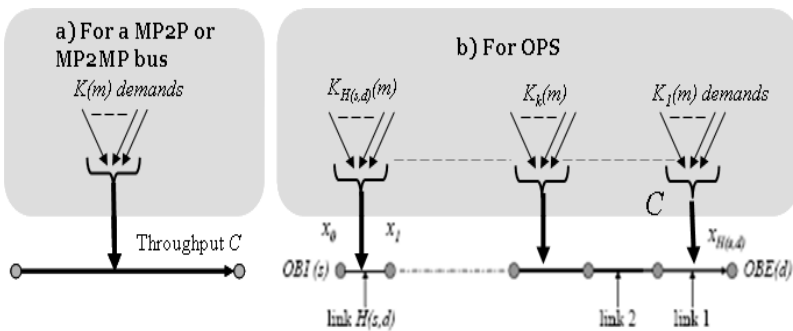 a) For a MP2P or
MP2MP bus
K(m) demands
Throughput C
b) For OPS
K_{H(s,d)}(m)
K_k(m)
K_1(m) demands
C
x_0
x_1
x_{H(s,d)}
OBI (s)
OBE(d)
link H(s,d)
link 2
link 1